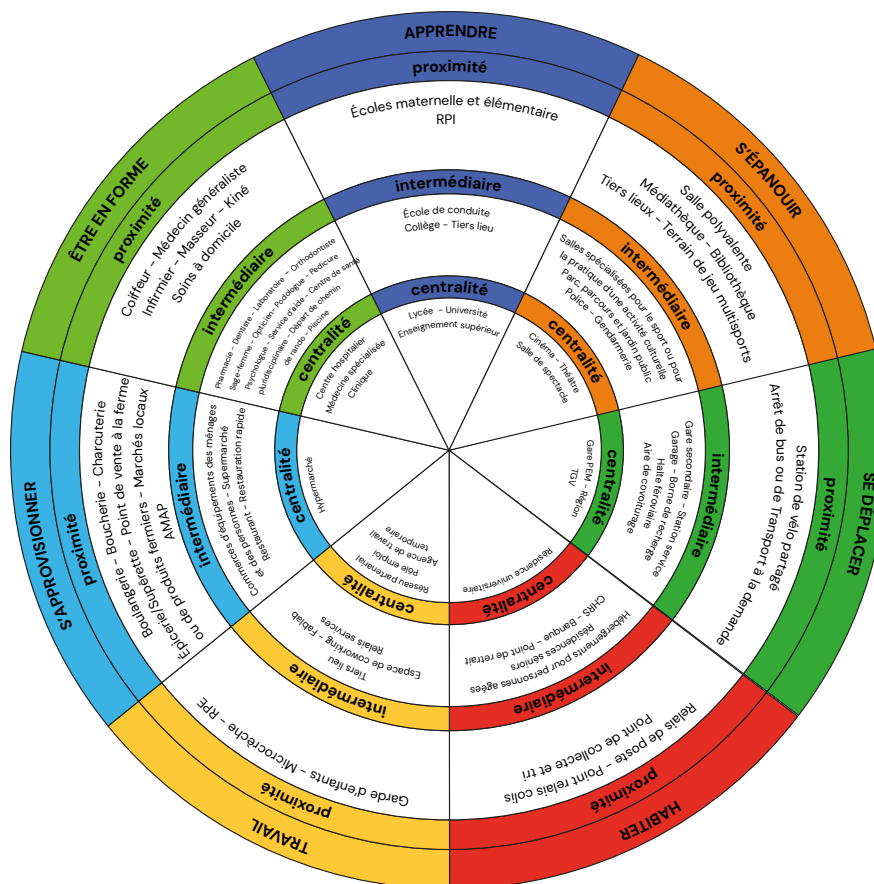 APPRENDRE
proximité
Écoles maternelle et élémentaire
RPI
intermédiaire
École de conduite
Collège - Tiers lieu
centralité
Lycée - Université
Enseignement supérieur
S'ÉPANOUIR
proximité
Salle polyvalente
Médiathèque - Bibliothèque
Tiers lieux - Terrain de jeu multisports
intermédiaire
Salles spécialisées pour le sport ou pour
la pratique d'une activité culturelle
Parc, parcours et jardin public
Police - Gendarmerie
centralité
Cinéma - Théâtre
Salle de spectacle
SE DÉPLACER
proximité
Station de vélo partagé
Arrêt de bus ou de Transport à la demande
intermédiaire
Gare secondaire - Station service
Garage - Borne de recharge
Halte férroviaire
Aire de covoiturage
centralité
Gare PEM - Région
TGV
HABITER
proximité
Relais de poste - Point relais colis
Point de collecte et tri
intermédiaire
Hébergements pour personnes agées
Résidences séniors
CHRS - Banque - Point de retrait
centralité
Résidence universitaire
TRAVAIL
proximité
Garde d'enfants - Microcrèche - RPE
intermédiaire
Tiers lieu
Espace de coworking - Fablab
Relais services
centralité
Réseau partenarial
Pôle emploi
Agence de travail
temporaire
S'APPROVISIONNER
proximité
Boulangerie - Boucherie - Charcuterie
Épicerie/Supérette - Point de vente à la ferme
ou de produits fermiers - Marchés locaux
AMAP
intermédiaire
Commerces d'équipements des ménages
et des personnes - Supermarché
Restaurant - Restauration rapide
centralité
Hypermarché
ÊTRE EN FORME
proximité
Coiffeur - Médecin généraliste
Infirmier - Masseur - Kiné
Soins à domicile
intermédiaire
Pharmacie - Dentiste - Laboratoire - Orthodontiste
Sage-femme - Opticien- Podologue - Pedicure
Psychologue - Service d'aide - Centre de santé
pluridisciplinaire - Départ de chemin
de rando - Piscine
centralité
Centre hospitalier
Médecine spécialisée
Clinique